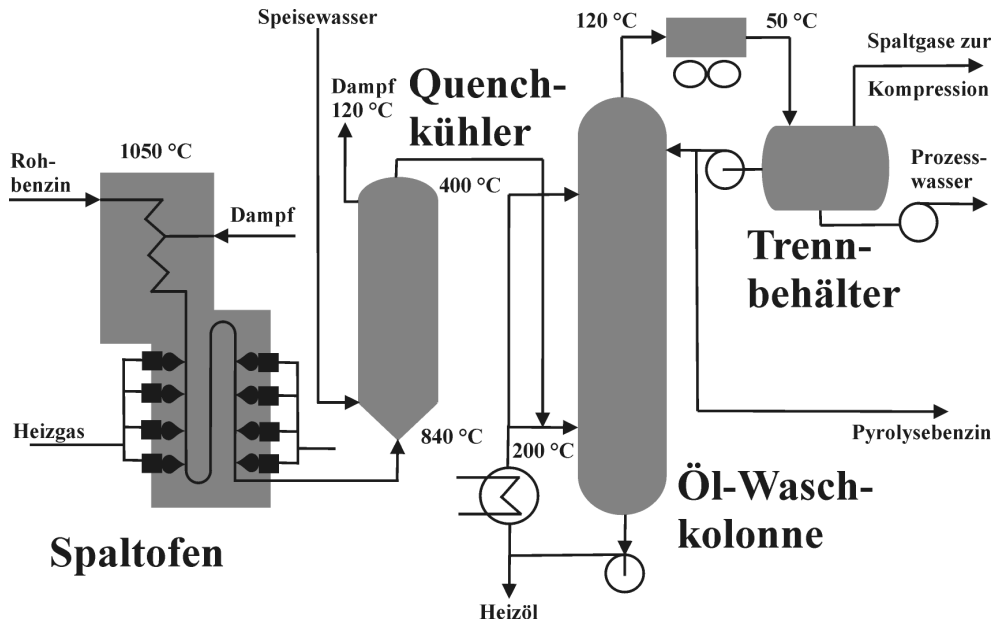 Speisewasser
120 °C
50 °C
Spaltgase zur
Kompression
Dampf
120 °C
Quench-
kühler
1050 °C
Roh-
benzin
400 °C
Prozess-
wasser
Dampf
Trenn-
behälter
Heizgas
840 °C
200 °C
Pyrolysebenzin
Öl-Wasch-
kolonne
Spaltofen
Heizöl